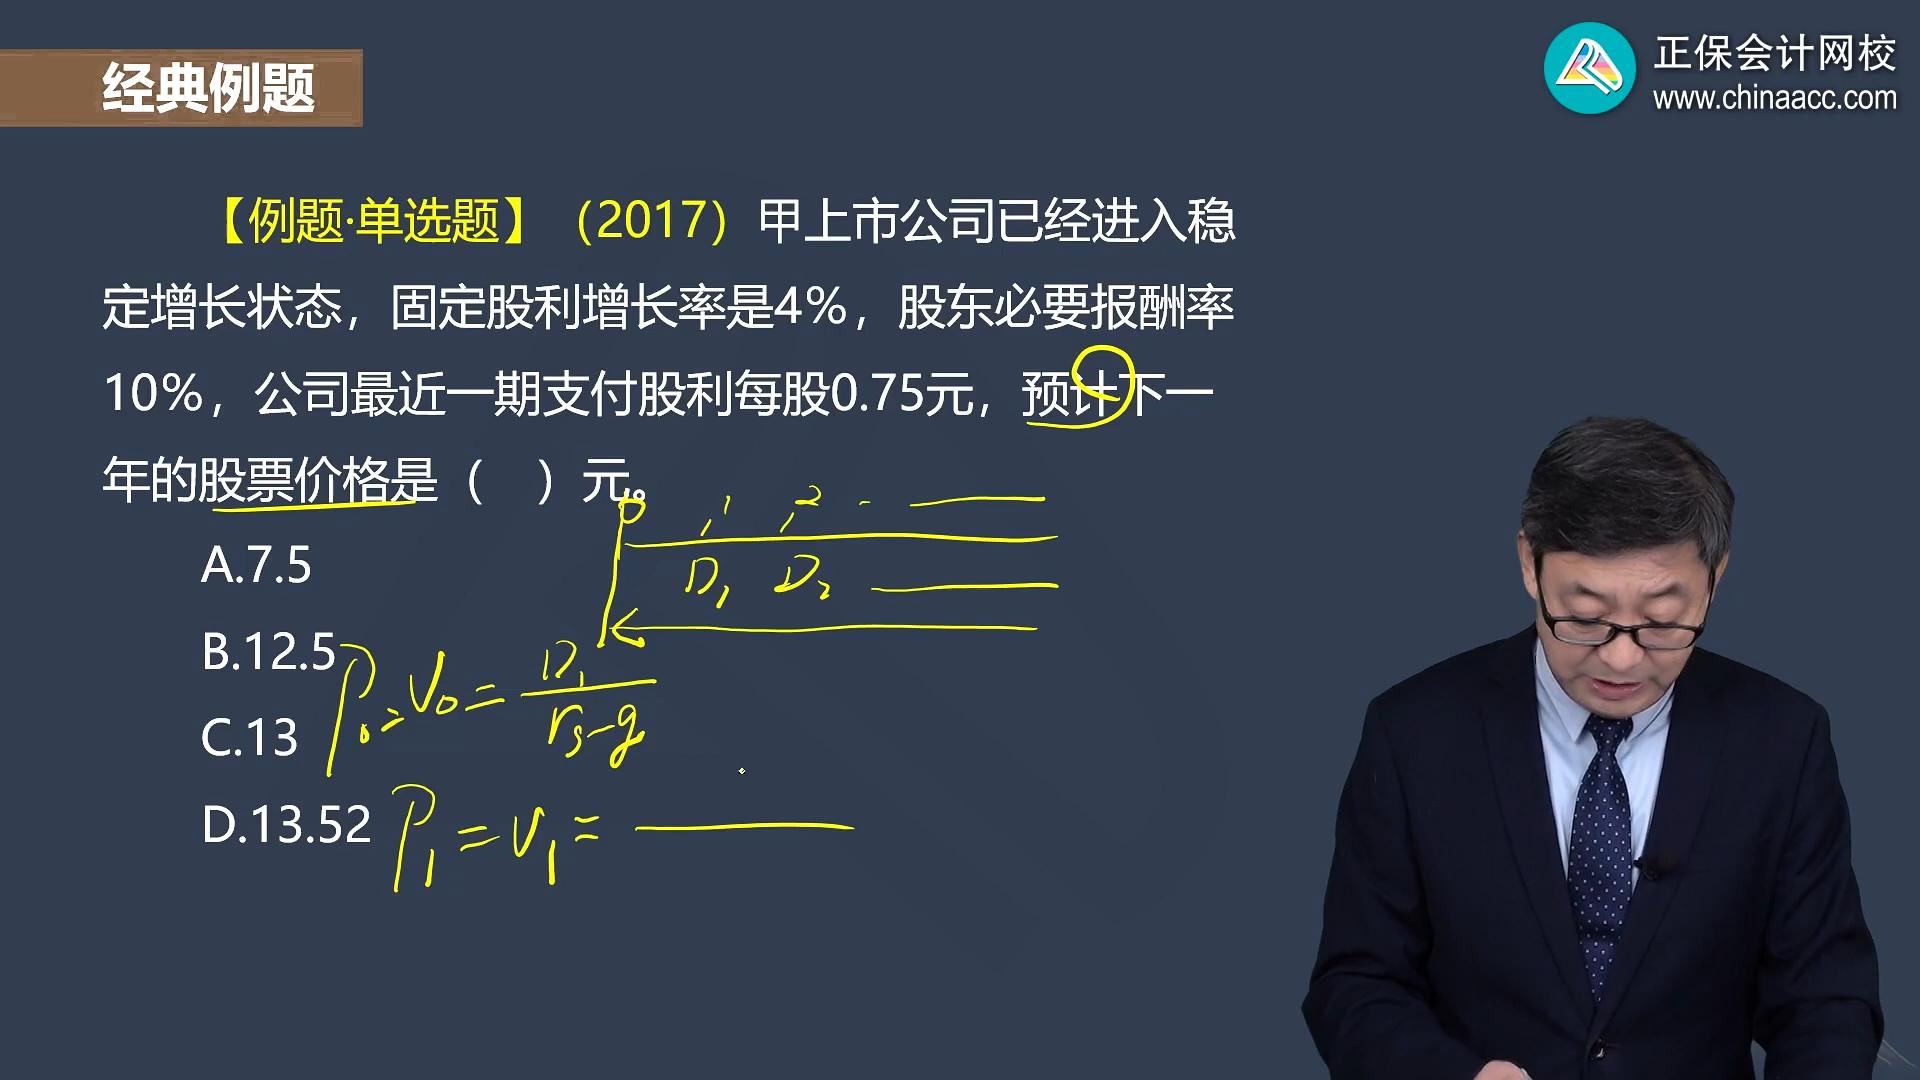 经典例题
正保会计网校
www.chinaacc.com
【例题·单选题】（2017）甲上市公司已经进入稳
定增长状态，固定股利增长率是4%，股东必要报酬率
10%，公司最近一期支付股利每股0.75元，预计下一
年的股票价格是（ ）元。
0 1 2
A.7.5
D₁ D₂
B.12.5
P₀=V₀=D₁/(rs-g)
C.13
D.13.52
P₁=V₁=